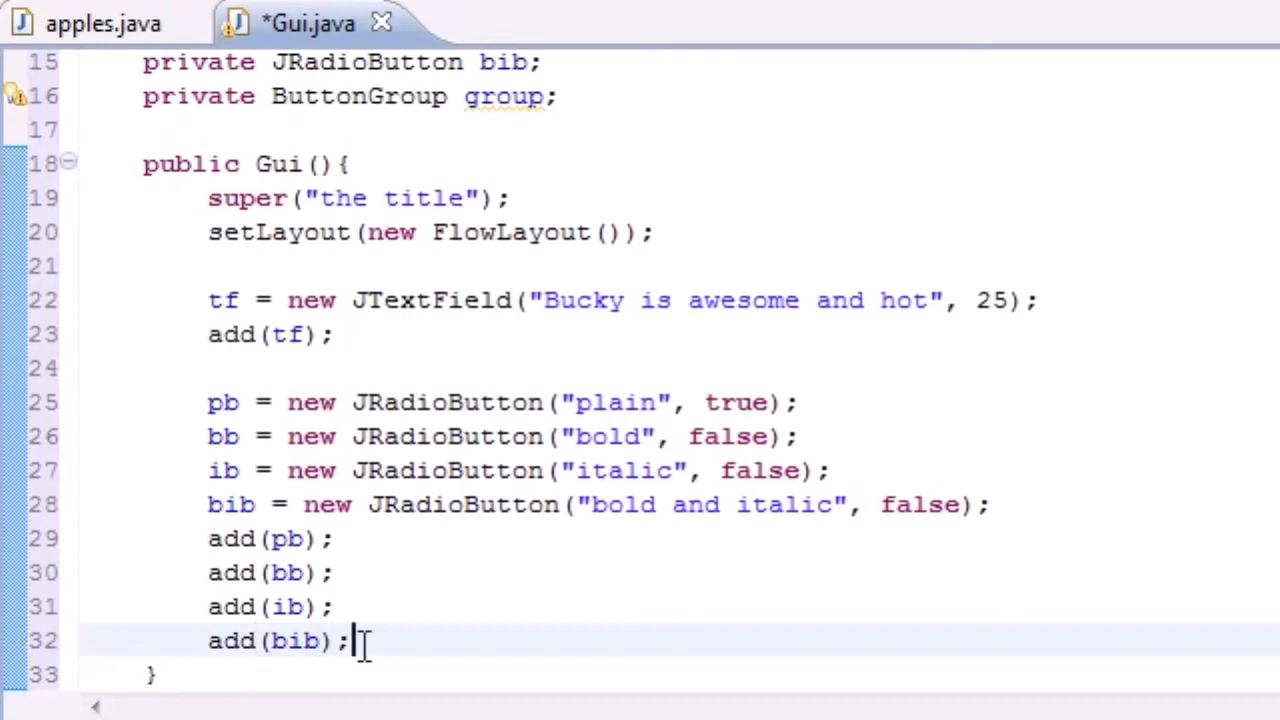 apples.java
*Gui.java
15 private JRadioButton bib;
16 private ButtonGroup group;
17
18 public Gui(){
19 super("the title");
20 setLayout(new FlowLayout());
21
22 tf = new JTextField("Bucky is awesome and hot", 25);
23 add(tf);
24
25 pb = new JRadioButton("plain", true);
26 bb = new JRadioButton("bold", false);
27 ib = new JRadioButton("italic", false);
28 bib = new JRadioButton("bold and italic", false);
29 add(pb);
30 add(bb);
31 add(ib);
32 add(bib);
33 }